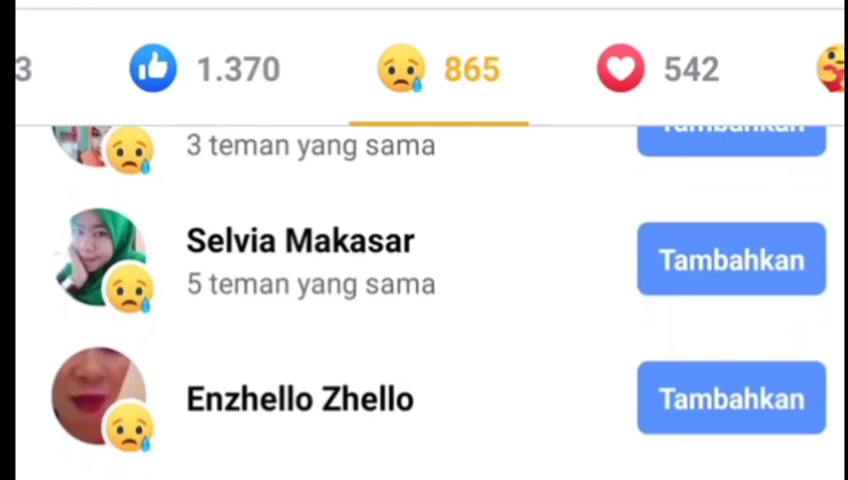 3 1.370 865 542
3 teman yang sama
Tambahkan
Selvia Makasar
5 teman yang sama
Tambahkan
Enzhello Zhello
Tambahkan